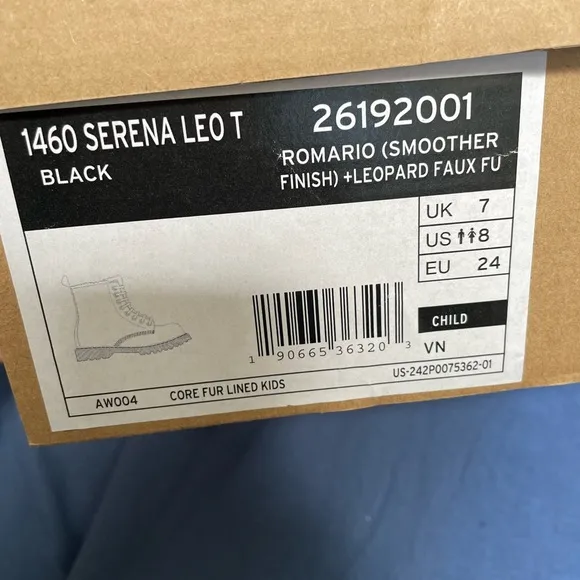 1460 SERENA LEO T
BLACK
26192001
ROMARIO (SMOOTHER
FINISH) +LEOPARD FAUX FU
UK 7
US 8
EU 24
CHILD
VN
1 90665 36320 3
US-242P0075362-01
AW004 CORE FUR LINED KIDS